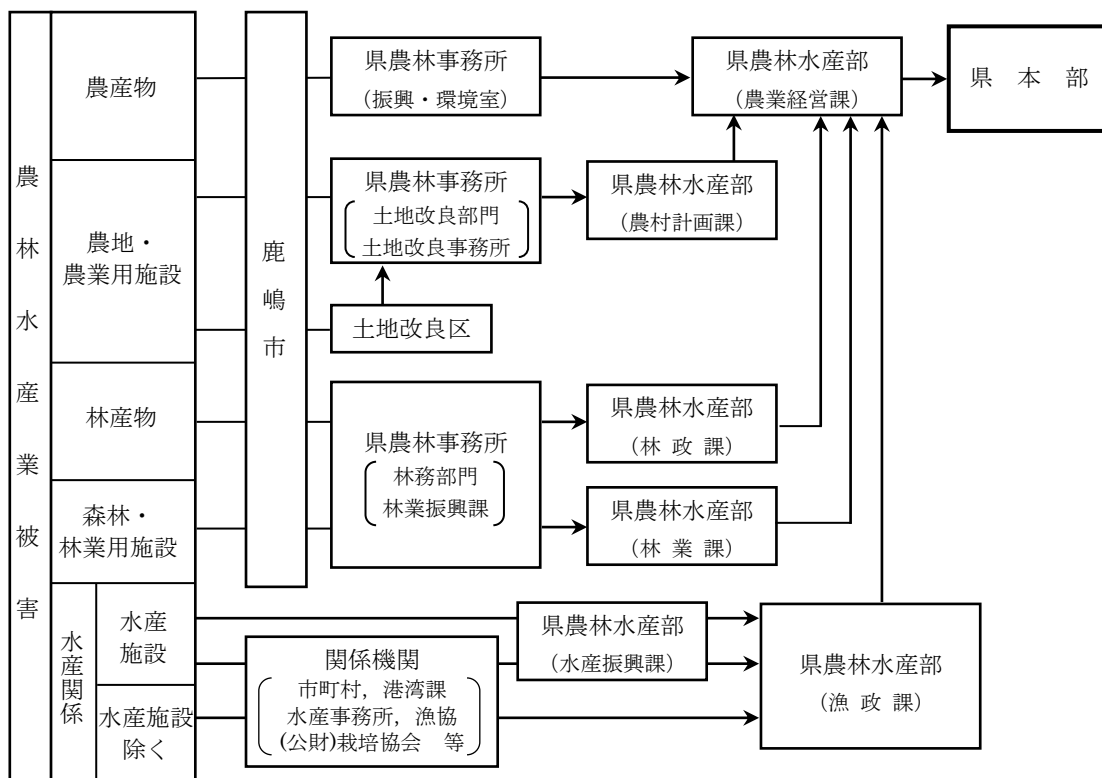 農林水産業被害
農産物
農地・
農業用施設
林産物
森林・
林業用施設
水産関係
水産
施設
水産施設
除く
鹿嶋市
県農林事務所
(振興・環境室)
県農林事務所
土地改良部門
土地改良事務所
土地改良区
県農林事務所
林務部門
林業振興課
関係機関
市町村，港湾課
水産事務所，漁協
(公財)栽培協会　等
県農林水産部
(農村計画課)
県農林水産部
(林 政 課)
県農林水産部
(林 業 課)
県農林水産部
(水産振興課)
県農林水産部
(農業経営課)
県農林水産部
(漁 政 課)
県　本　部